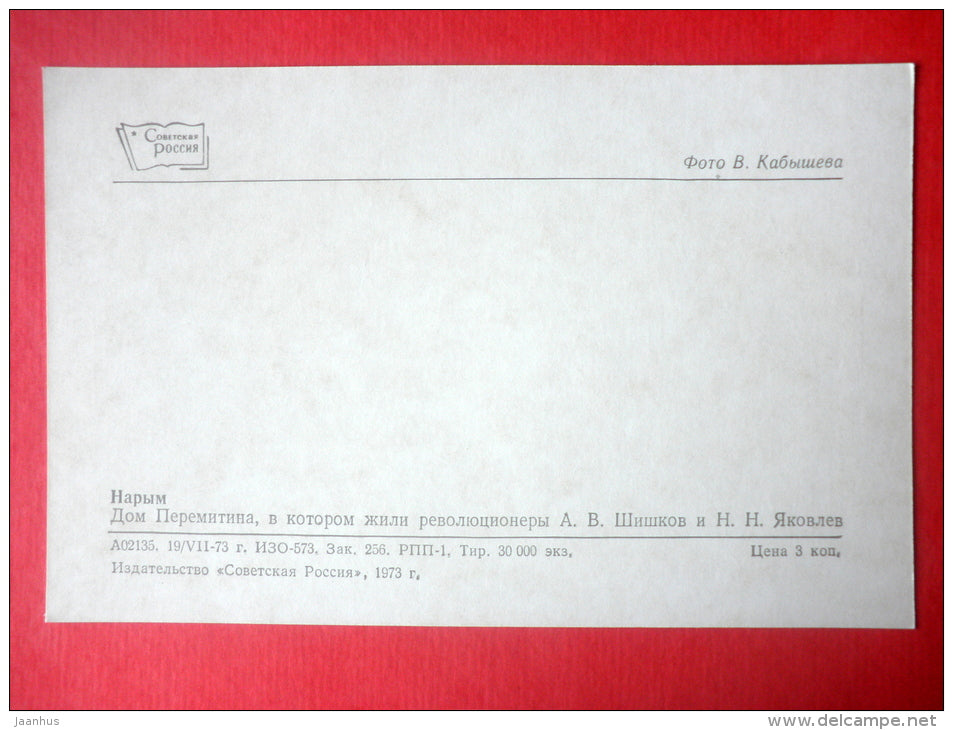 Советская
Россия
Фото В. Кабышева
Нарым
Дом Перемитина, в котором жили революционеры А. В. Шишков и Н. Н. Яковлев
А02135. 19/VII-73 г. ИЗО-573. Зак. 256. РПП-1. Тир. 30 000 экз. Цена 3 коп.
Издательство «Советская Россия», 1973 г.
Jaanhus
www.delcampe.net